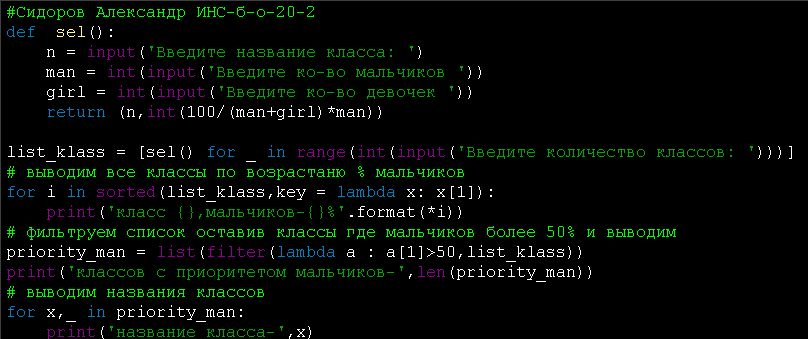 #Сидоров Александр ИНС-б-о-20-2
def  sel():
    n = input('Введите название класса: ')
    man = int(input('Введите ко-во мальчиков '))
    girl = int(input('Введите ко-во девочек '))
    return (n,int(100/(man+girl)*man))

list_klass = [sel() for _ in range(int(input('Введите количество классов: ')))]
# выводим все классы по возрастаню % мальчиков
for i in sorted(list_klass,key = lambda x: x[1]):
    print('класс {},мальчиков-{}%'.format(*i))
# фильтруем список оставив классы где мальчиков более 50% и выводим
priority_man = list(filter(lambda a : a[1]>50,list_klass))
print('классов с приоритетом мальчиков-',len(priority_man))
# выводим названия классов
for x,_ in priority_man:
    print('название класса-',x)